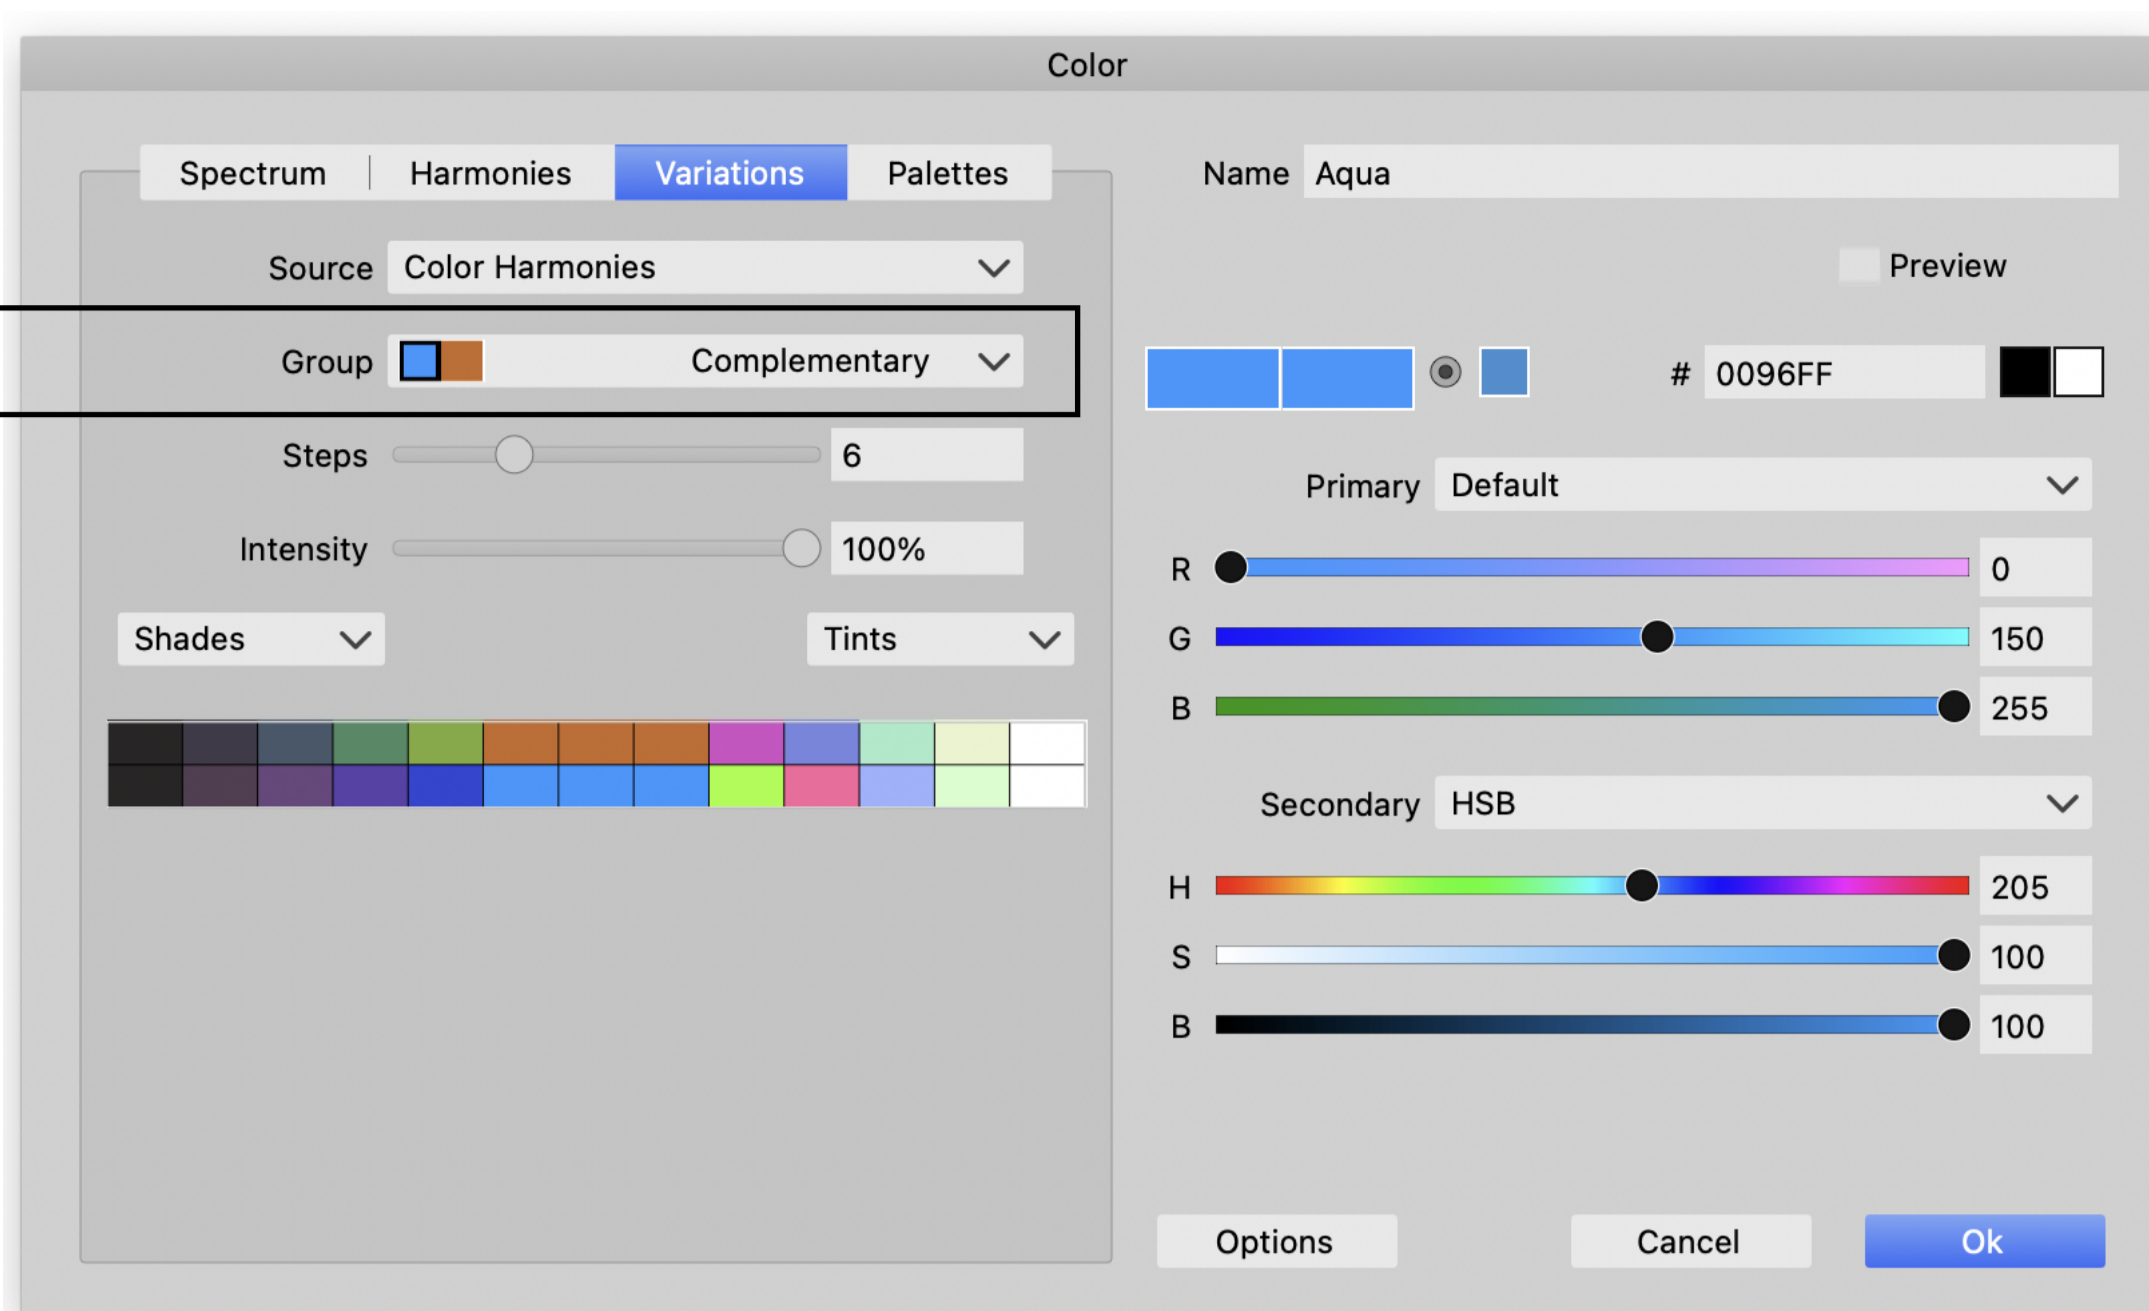 Color
Spectrum Harmonies Variations Palettes
Source Color Harmonies
Group Complementary
Steps 6
Intensity 100%
Shades Tints
Name Aqua
Preview
# 0096FF
Primary Default
R 0
G 150
B 255
Secondary HSB
H 205
S 100
B 100
Options Cancel Ok